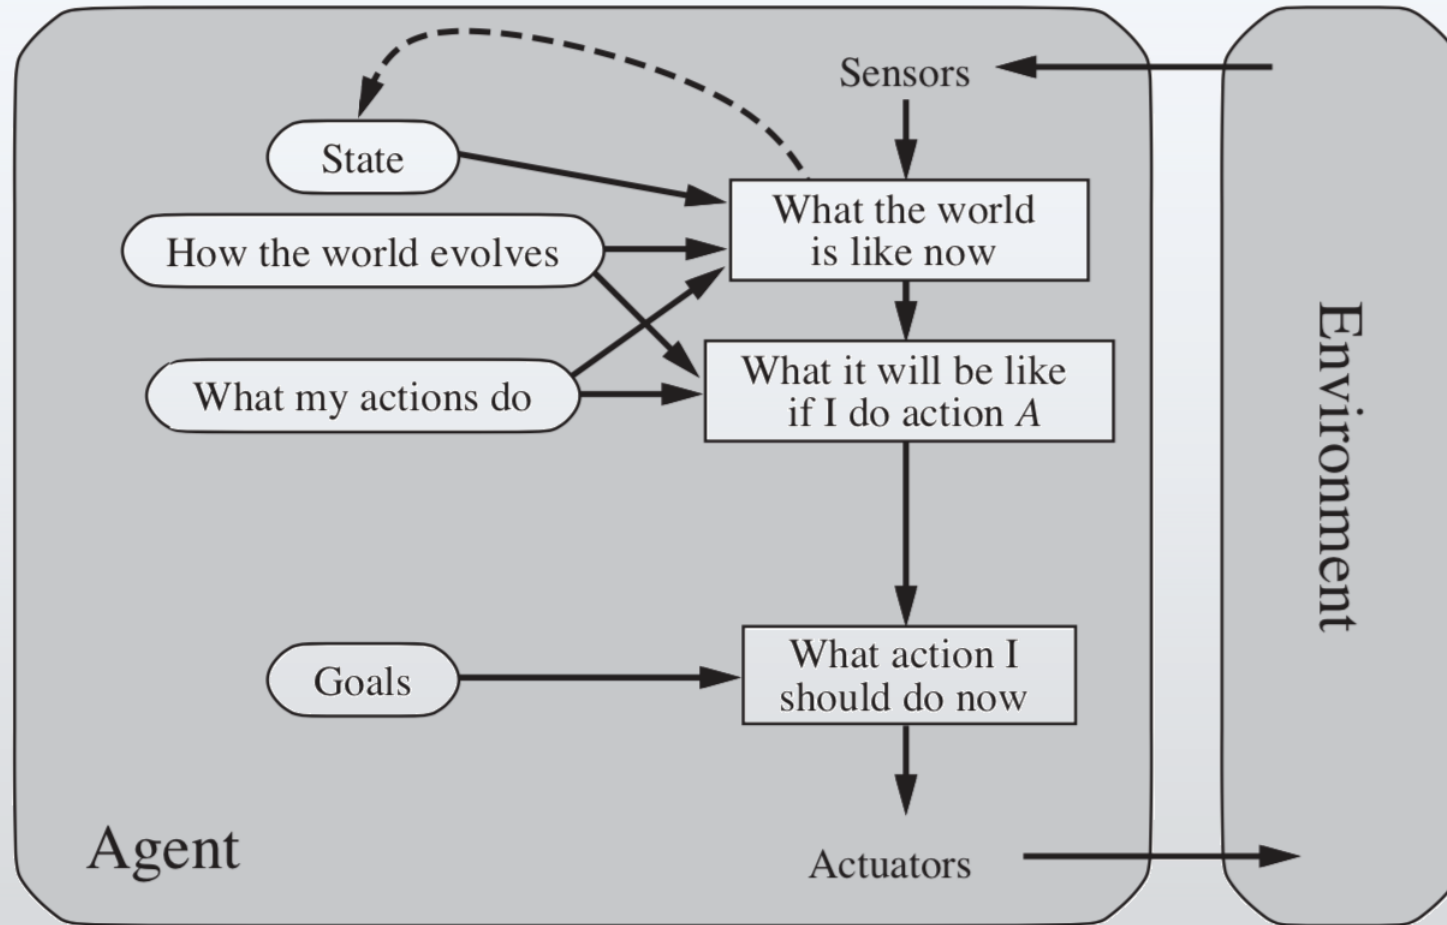 Sensors
State
What the world
is like now
How the world evolves
What it will be like
if I do action A
What my actions do
Environment
Goals
What action I
should do now
Agent
Actuators